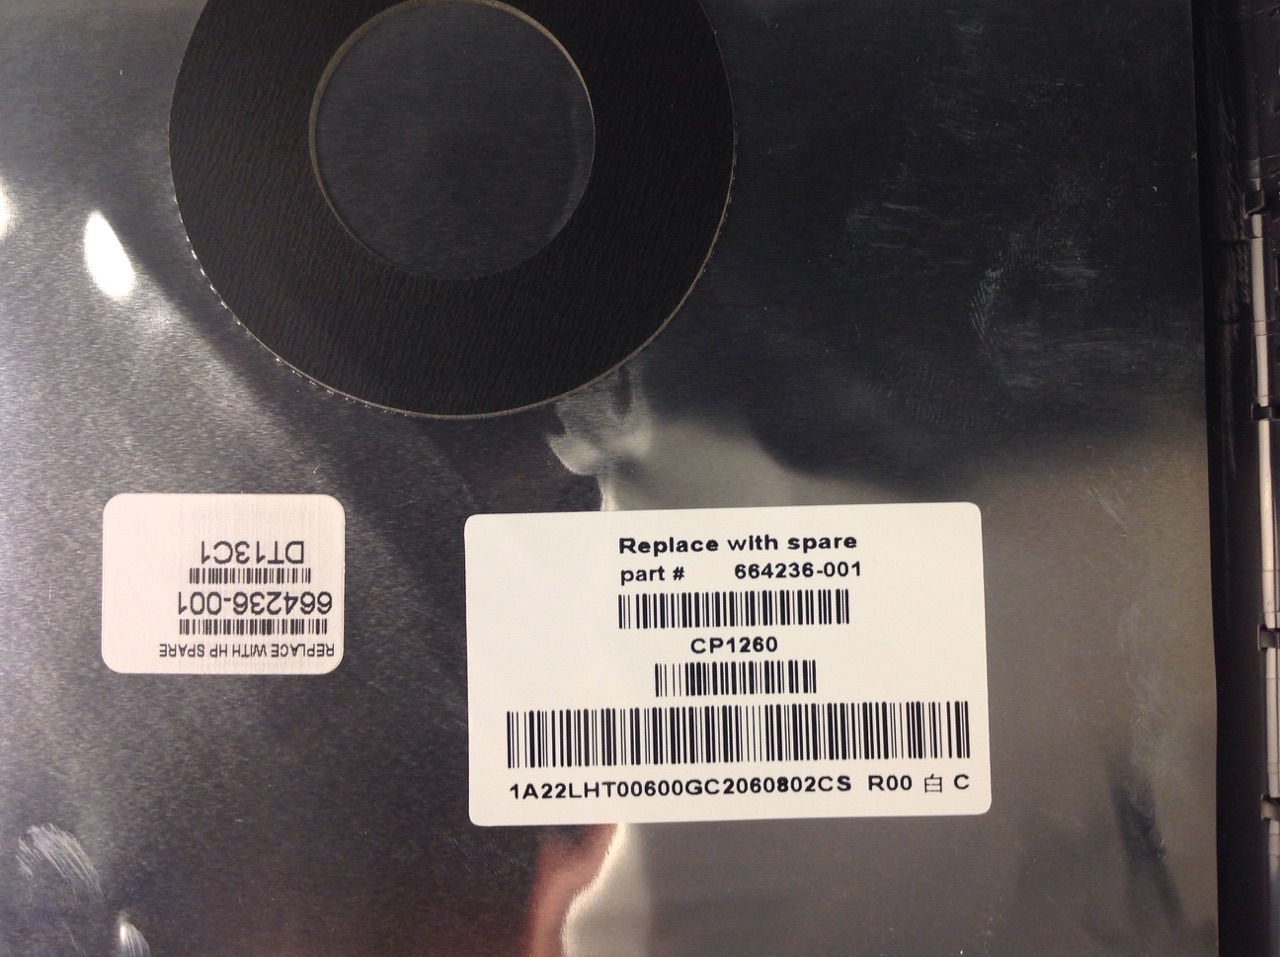 Replace with spare
part # 664236-001
CP1260
1A22LHT00600GC2060802CS R00 白 C
REPLACE WITH HP SPARE
664236-001
DT13C1